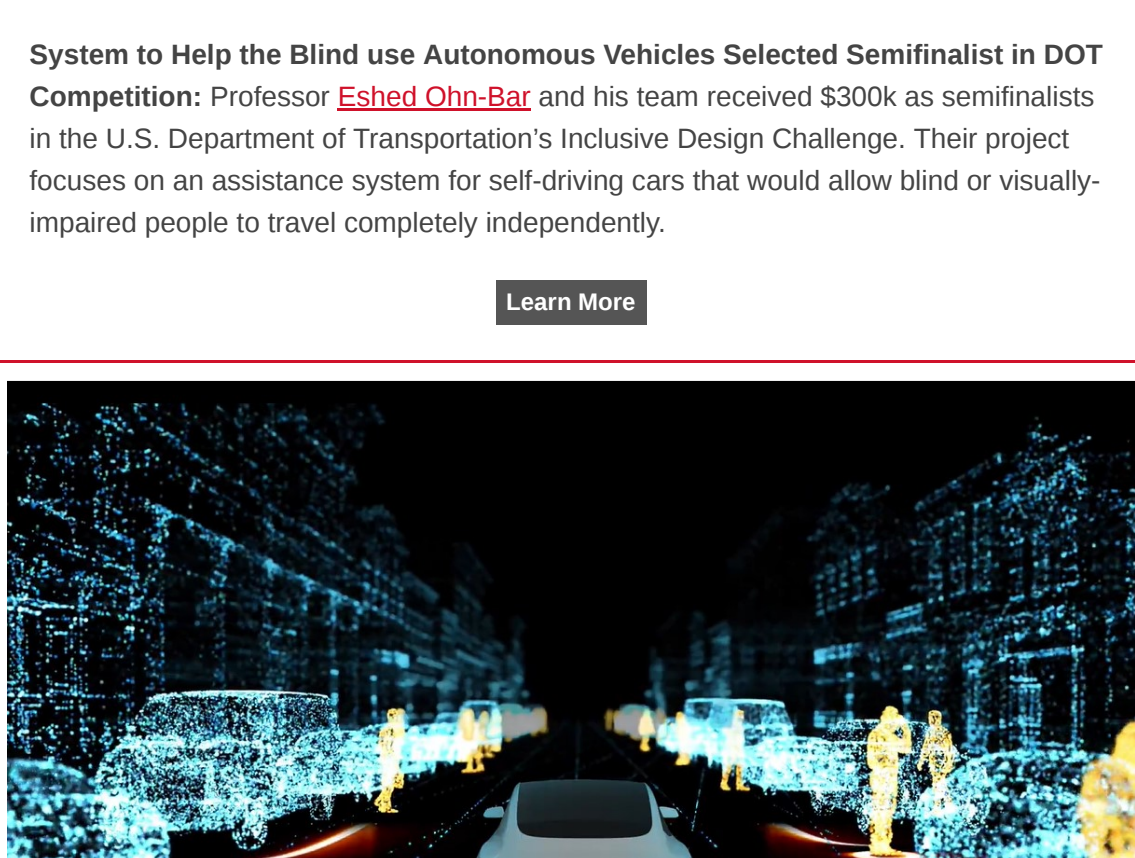 System to Help the Blind use Autonomous Vehicles Selected Semifinalist in DOT
Competition: Professor Eshed Ohn-Bar and his team received $300k as semifinalists
in the U.S. Department of Transportation’s Inclusive Design Challenge. Their project
focuses on an assistance system for self-driving cars that would allow blind or visually-
impaired people to travel completely independently.
Learn More